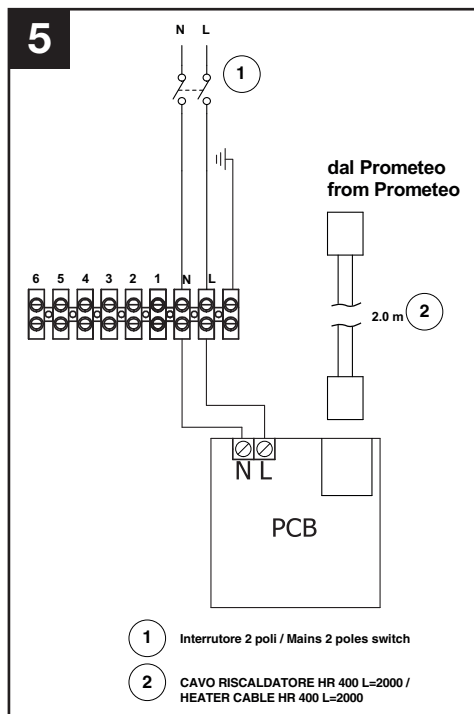 5
N L
1
dal Prometeo
from Prometeo
6 5 4 3 2 1 N L
2.0 m 2
N L
PCB
1 Interrutore 2 poli / Mains 2 poles switch
2 CAVO RISCALDATORE HR 400 L=2000 /
HEATER CABLE HR 400 L=2000